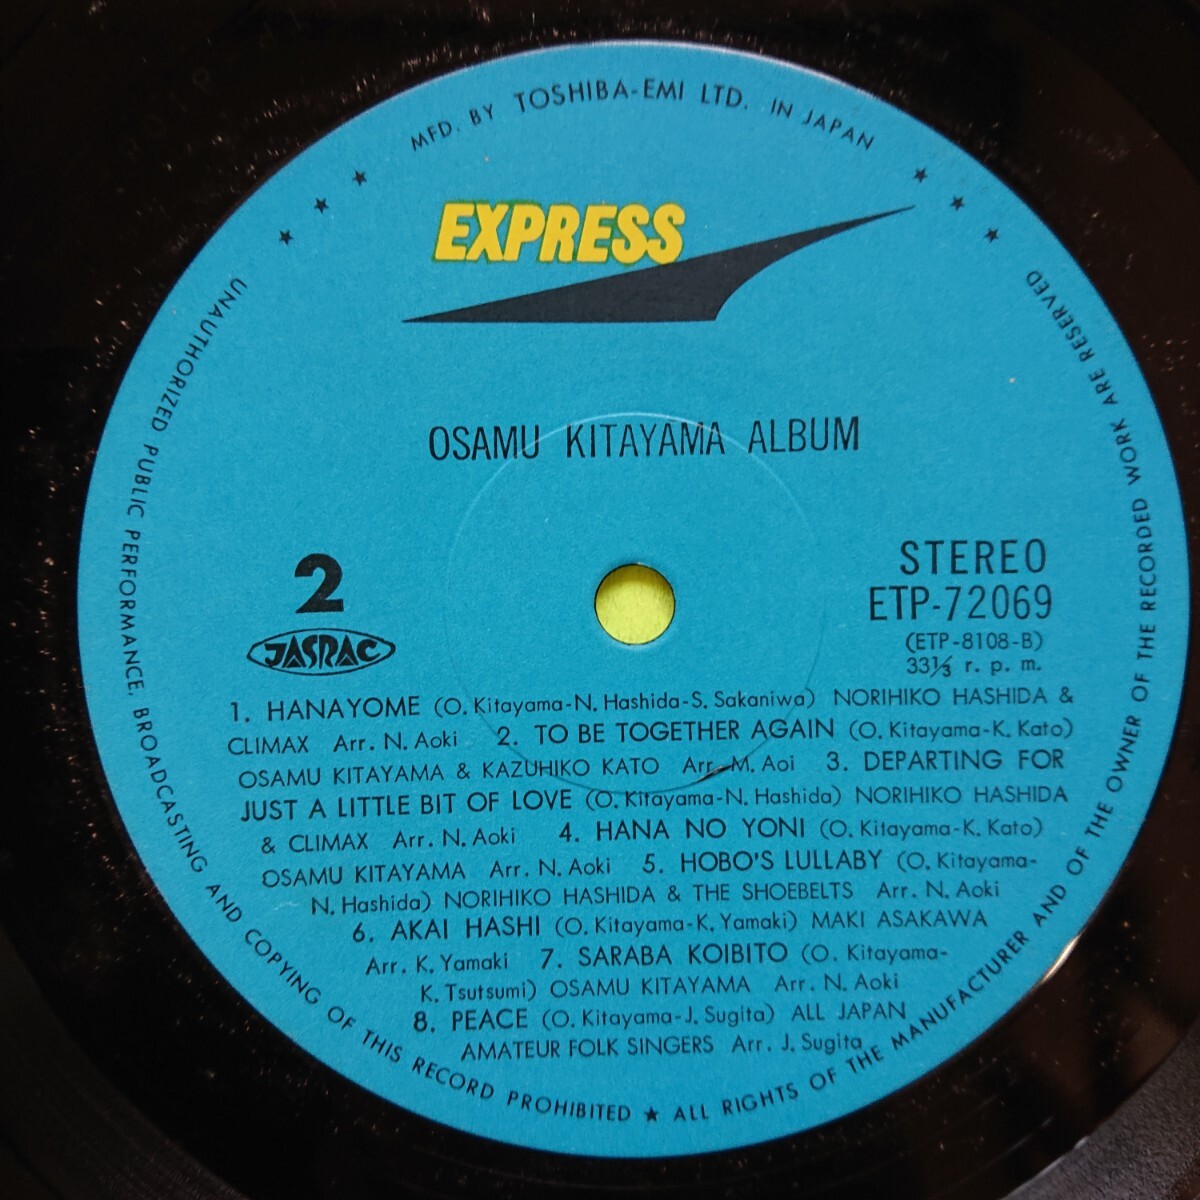 MFD. BY TOSHIBA-EMI LTD. IN JAPAN
EXPRESS
OSAMU KITAYAMA ALBUM
2
JASRAC
STEREO
ETP-72069
(ETP-8108-B)
33⅓ r. p. m.
1. HANAYOME (O. Kitayama-N. Hashida-S. Sakaniwa) NORIHIKO HASHIDA &
CLIMAX Arr. N. Aoki 2. TO BE TOGETHER AGAIN (O. Kitayama-K. Kato)
OSAMU KITAYAMA & KAZUHIKO KATO Arr. M. Aoi 3. DEPARTING FOR
JUST A LITTLE BIT OF LOVE (O. Kitayama-N. Hashida) NORIHIKO HASHIDA
& CLIMAX Arr. N. Aoki 4. HANA NO YONI (O. Kitayama-K. Kato)
OSAMU KITAYAMA Arr. N. Aoki 5. HOBO'S LULLABY (O. Kitayama-
N. Hashida) NORIHIKO HASHIDA & THE SHOEBELTS Arr. N. Aoki
6. AKAI HASHI (O. Kitayama-K. Yamaki) MAKI ASAKAWA
Arr. K. Yamaki 7. SARABA KOIBITO (O. Kitayama-
K. Tsutsumi) OSAMU KITAYAMA Arr. N. Aoki
8. PEACE (O. Kitayama-J. Sugita) ALL JAPAN
AMATEUR FOLK SINGERS Arr. J. Sugita
UNAUTHORIZED PUBLIC PERFORMANCE, BROADCASTING AND COPYING OF THIS RECORD PROHIBITED ★ ALL RIGHTS OF THE MANUFACTURER AND OF THE OWNER OF THE RECORDED WORK ARE RESERVED